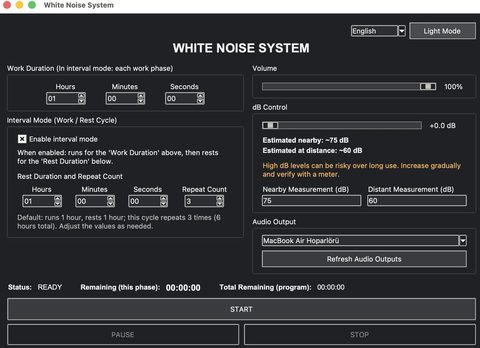 White Noise System
English
Light Mode
WHITE NOISE SYSTEM
Work Duration (In interval mode: each work phase)
Hours Minutes Seconds
01 00 00
Interval Mode (Work / Rest Cycle)
Enable interval mode
When enabled: runs for the 'Work Duration' above, then rests
for the 'Rest Duration' below.
Rest Duration and Repeat Count
Hours Minutes Seconds Repeat Count
01 00 00 3
Default: runs 1 hour, rests 1 hour; this cycle repeats 3 times (6
hours total). Adjust the values as needed.
Volume
100%
dB Control
+0.0 dB
Estimated nearby: ~75 dB
Estimated at distance: ~60 dB
High dB levels can be risky over long use. Increase gradually
and verify with a meter.
Nearby Measurement (dB) Distant Measurement (dB)
75 60
Audio Output
MacBook Air Hoparlörü
Refresh Audio Outputs
Status: READY Remaining (this phase): 00:00:00 Total Remaining (program): 00:00:00
START
PAUSE STOP